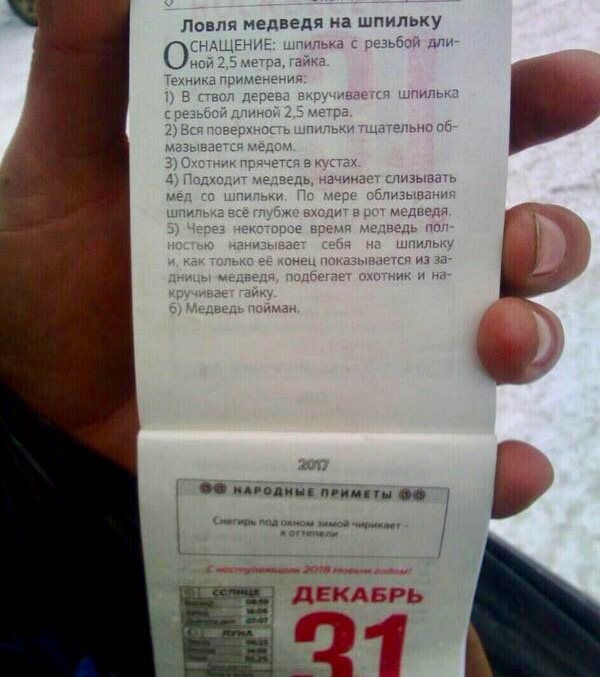 Ловля медведя на шпильку
ОСНАЩЕНИЕ: шпилька с резьбой дли-
ной 2,5 метра, гайка.
Техника применения:
1) В ствол дерева вкручивается шпилька
с резьбой длиной 2,5 метра.
2) Вся поверхность шпильки тщательно об-
мазывается мёдом.
3) Охотник прячется в кустах.
4) Подходит медведь, начинает слизывать
мёд со шпильки. По мере облизывания
шпилька всё глубже входит в рот медведя.
5) Через некоторое время медведь пол-
ностью нанизывает себя на шпильку
и, как только её конец показывается из за-
дницы медведя, подбегает охотник и на-
кручивает гайку.
6) Медведь пойман.
2017
НАРОДНЫЕ ПРИМЕТЫ
Снегирь под окном зимой чирикает -
к оттепели
С наступающим 2018 Новым годом!
СОЛНЦЕ
ДЕКАБРЬ
31
ЛУНА